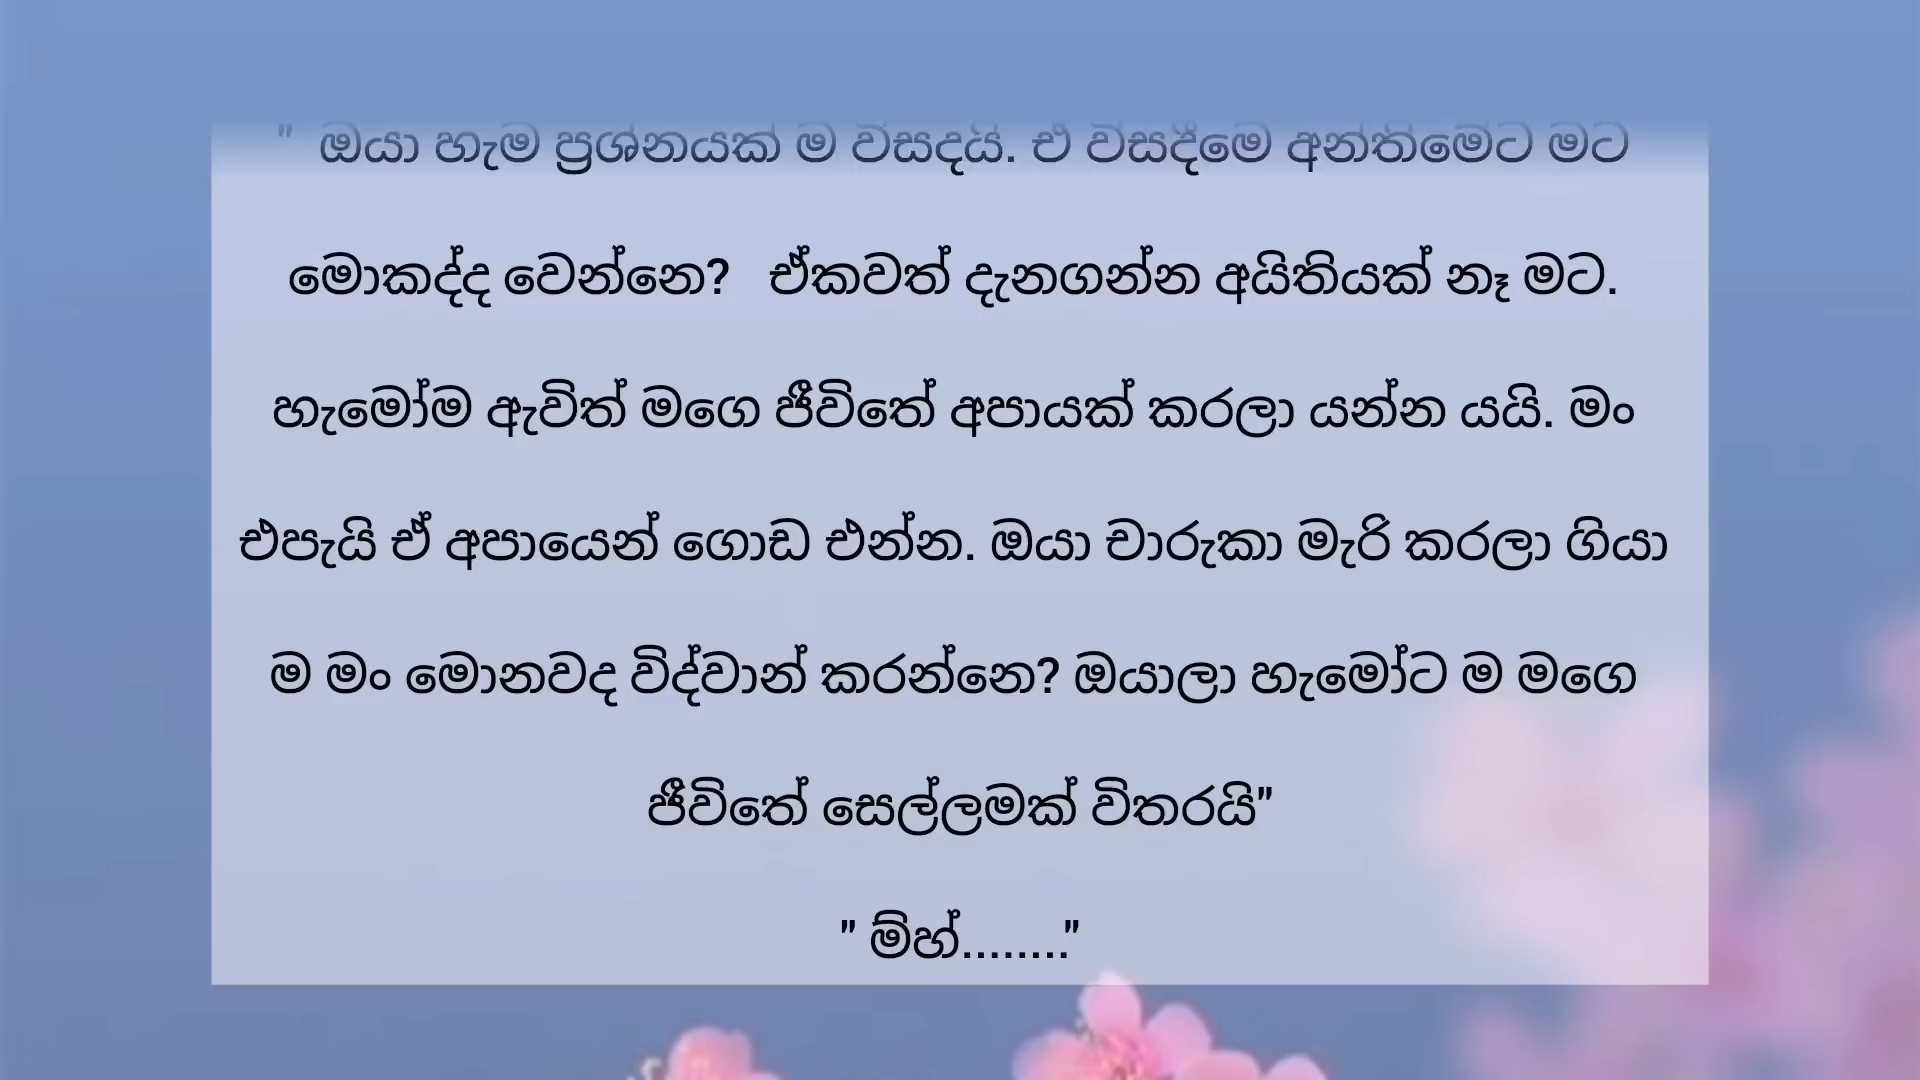 " ඔයා හැම ප්‍රශ්නයක් ම විසදයි. ඒ විසදීමෙ අන්තිමේට මට
මොකද්ද වෙන්නෙ? ඒකවත් දැනගන්න අයිතියක් නෑ මට.
හැමෝම ඇවිත් මගෙ ජීවිතේ අපායක් කරලා යන්න යයි. මං
එපැයි ඒ අපායෙන් ගොඩ එන්න. ඔයා චාරුකා මැරි කරලා ගියා
ම මං මොනවද විද්වාන් කරන්නෙ? ඔයාලා හැමෝට ම මගෙ
ජීවිතේ සෙල්ලමක් විතරයි"
" ම්හ්........"